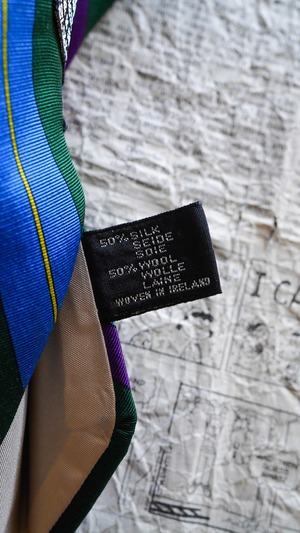 50% SILK
SEIDE
SOIE
50% WOOL
WOLLE
LAINE
WOVEN IN IRELAND